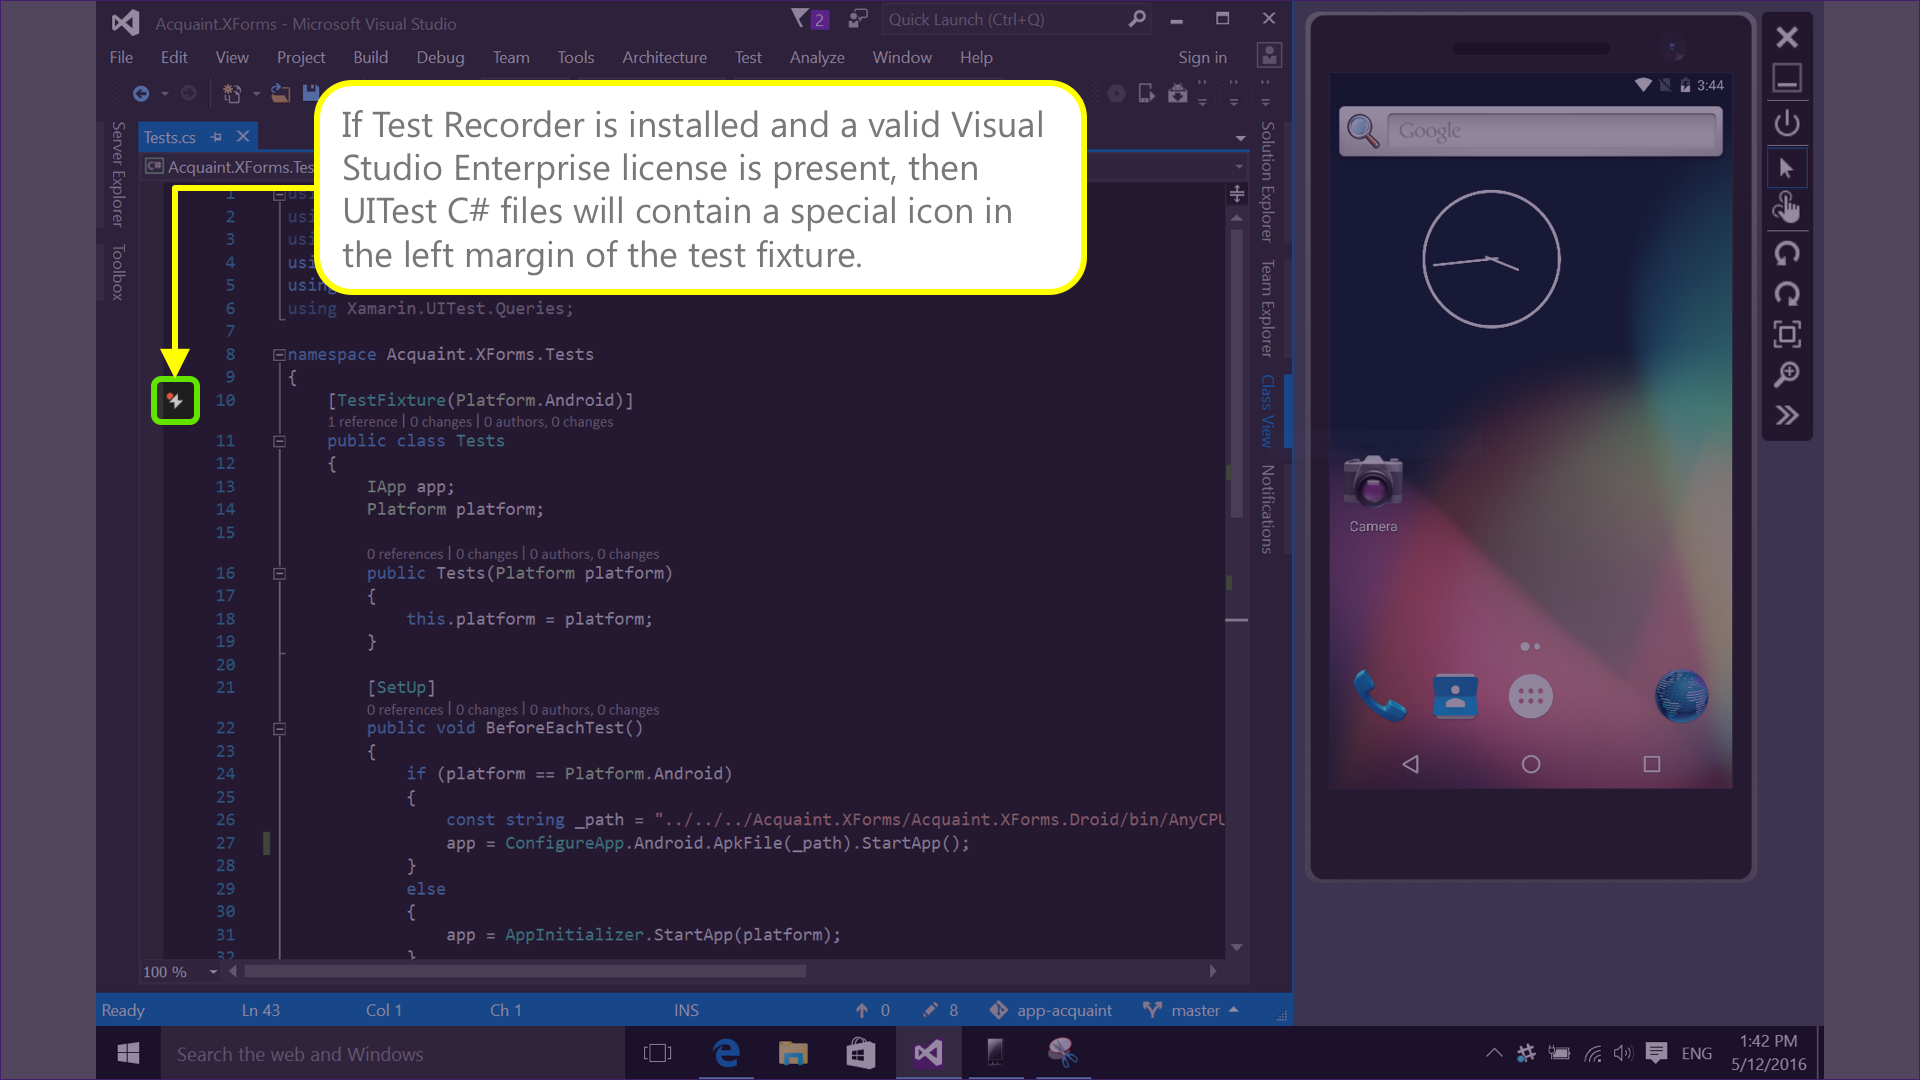 Acquaint.XForms - Microsoft Visual Studio
2
Quick Launch (Ctrl+Q)
File Edit View Project Build Debug Team Tools Architecture Test Analyze Window Help
Sign in
Server Explorer
Toolbox
Tests.cs
Acquaint.XForms.Tes
If Test Recorder is installed and a valid Visual
Studio Enterprise license is present, then
UITest C# files will contain a special icon in
the left margin of the test fixture.
1 us
2 usi
3 usi
4 usi
5 using
6 using Xamarin.UITest.Queries;
7
8 namespace Acquaint.XForms.Tests
9 {
10 [TestFixture(Platform.Android)]
1 reference | 0 changes | 0 authors, 0 changes
11 public class Tests
12 {
13 IApp app;
14 Platform platform;
15
0 references | 0 changes | 0 authors, 0 changes
16 public Tests(Platform platform)
17 {
18 this.platform = platform;
19 }
20
21 [SetUp]
0 references | 0 changes | 0 authors, 0 changes
22 public void BeforeEachTest()
23 {
24 if (platform == Platform.Android)
25 {
26 const string _path = "../../../Acquaint.XForms/Acquaint.XForms.Droid/bin/AnyCPU
27 app = ConfigureApp.Android.ApkFile(_path).StartApp();
28 }
29 else
30 {
31 app = AppInitializer.StartApp(platform);
32 }
100 %
Solution Explorer
Team Explorer
Class View
Notifications
Ready Ln 43 Col 1 Ch 1 INS 0 8 app-acquaint master
3:44
Google
Camera
Search the web and Windows
ENG
1:42 PM
5/12/2016